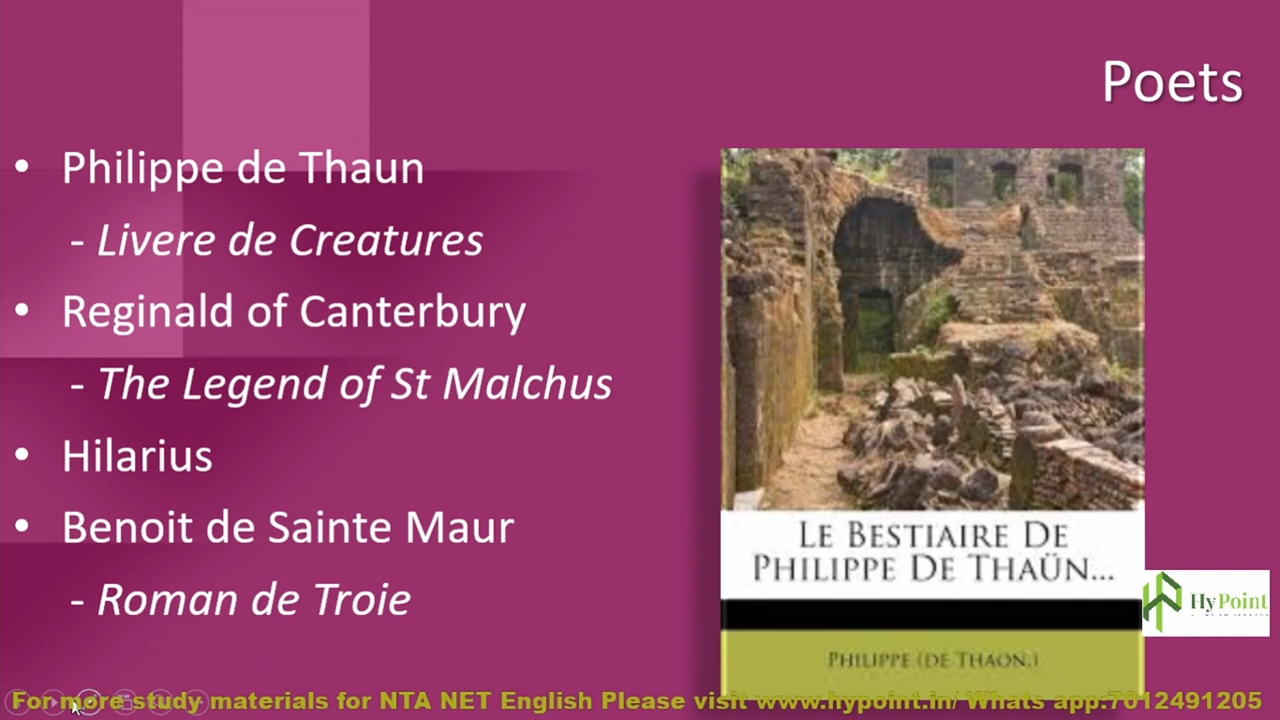 Poets
• Philippe de Thaun
- Livere de Creatures
• Reginald of Canterbury
- The Legend of St Malchus
• Hilarius
• Benoit de Sainte Maur
- Roman de Troie
LE BESTIAIRE DE
PHILIPPE DE THAÜN...
PHILIPPE (DE THAON.)
HyPoint
For more study materials for NTA NET English Please visit www.hypoint.in/ Whats app:7012491205